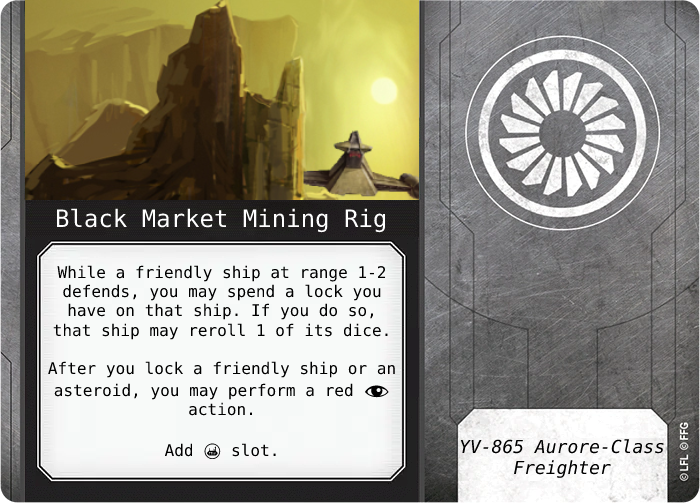 Black Market Mining Rig
While a friendly ship at range 1-2
defends, you may spend a lock you
have on that ship. If you do so,
that ship may reroll 1 of its dice.
After you lock a friendly ship or an
asteroid, you may perform a red
action.
Add slot.
YV-865 Aurore-Class
Freighter
©LFL ©FFG